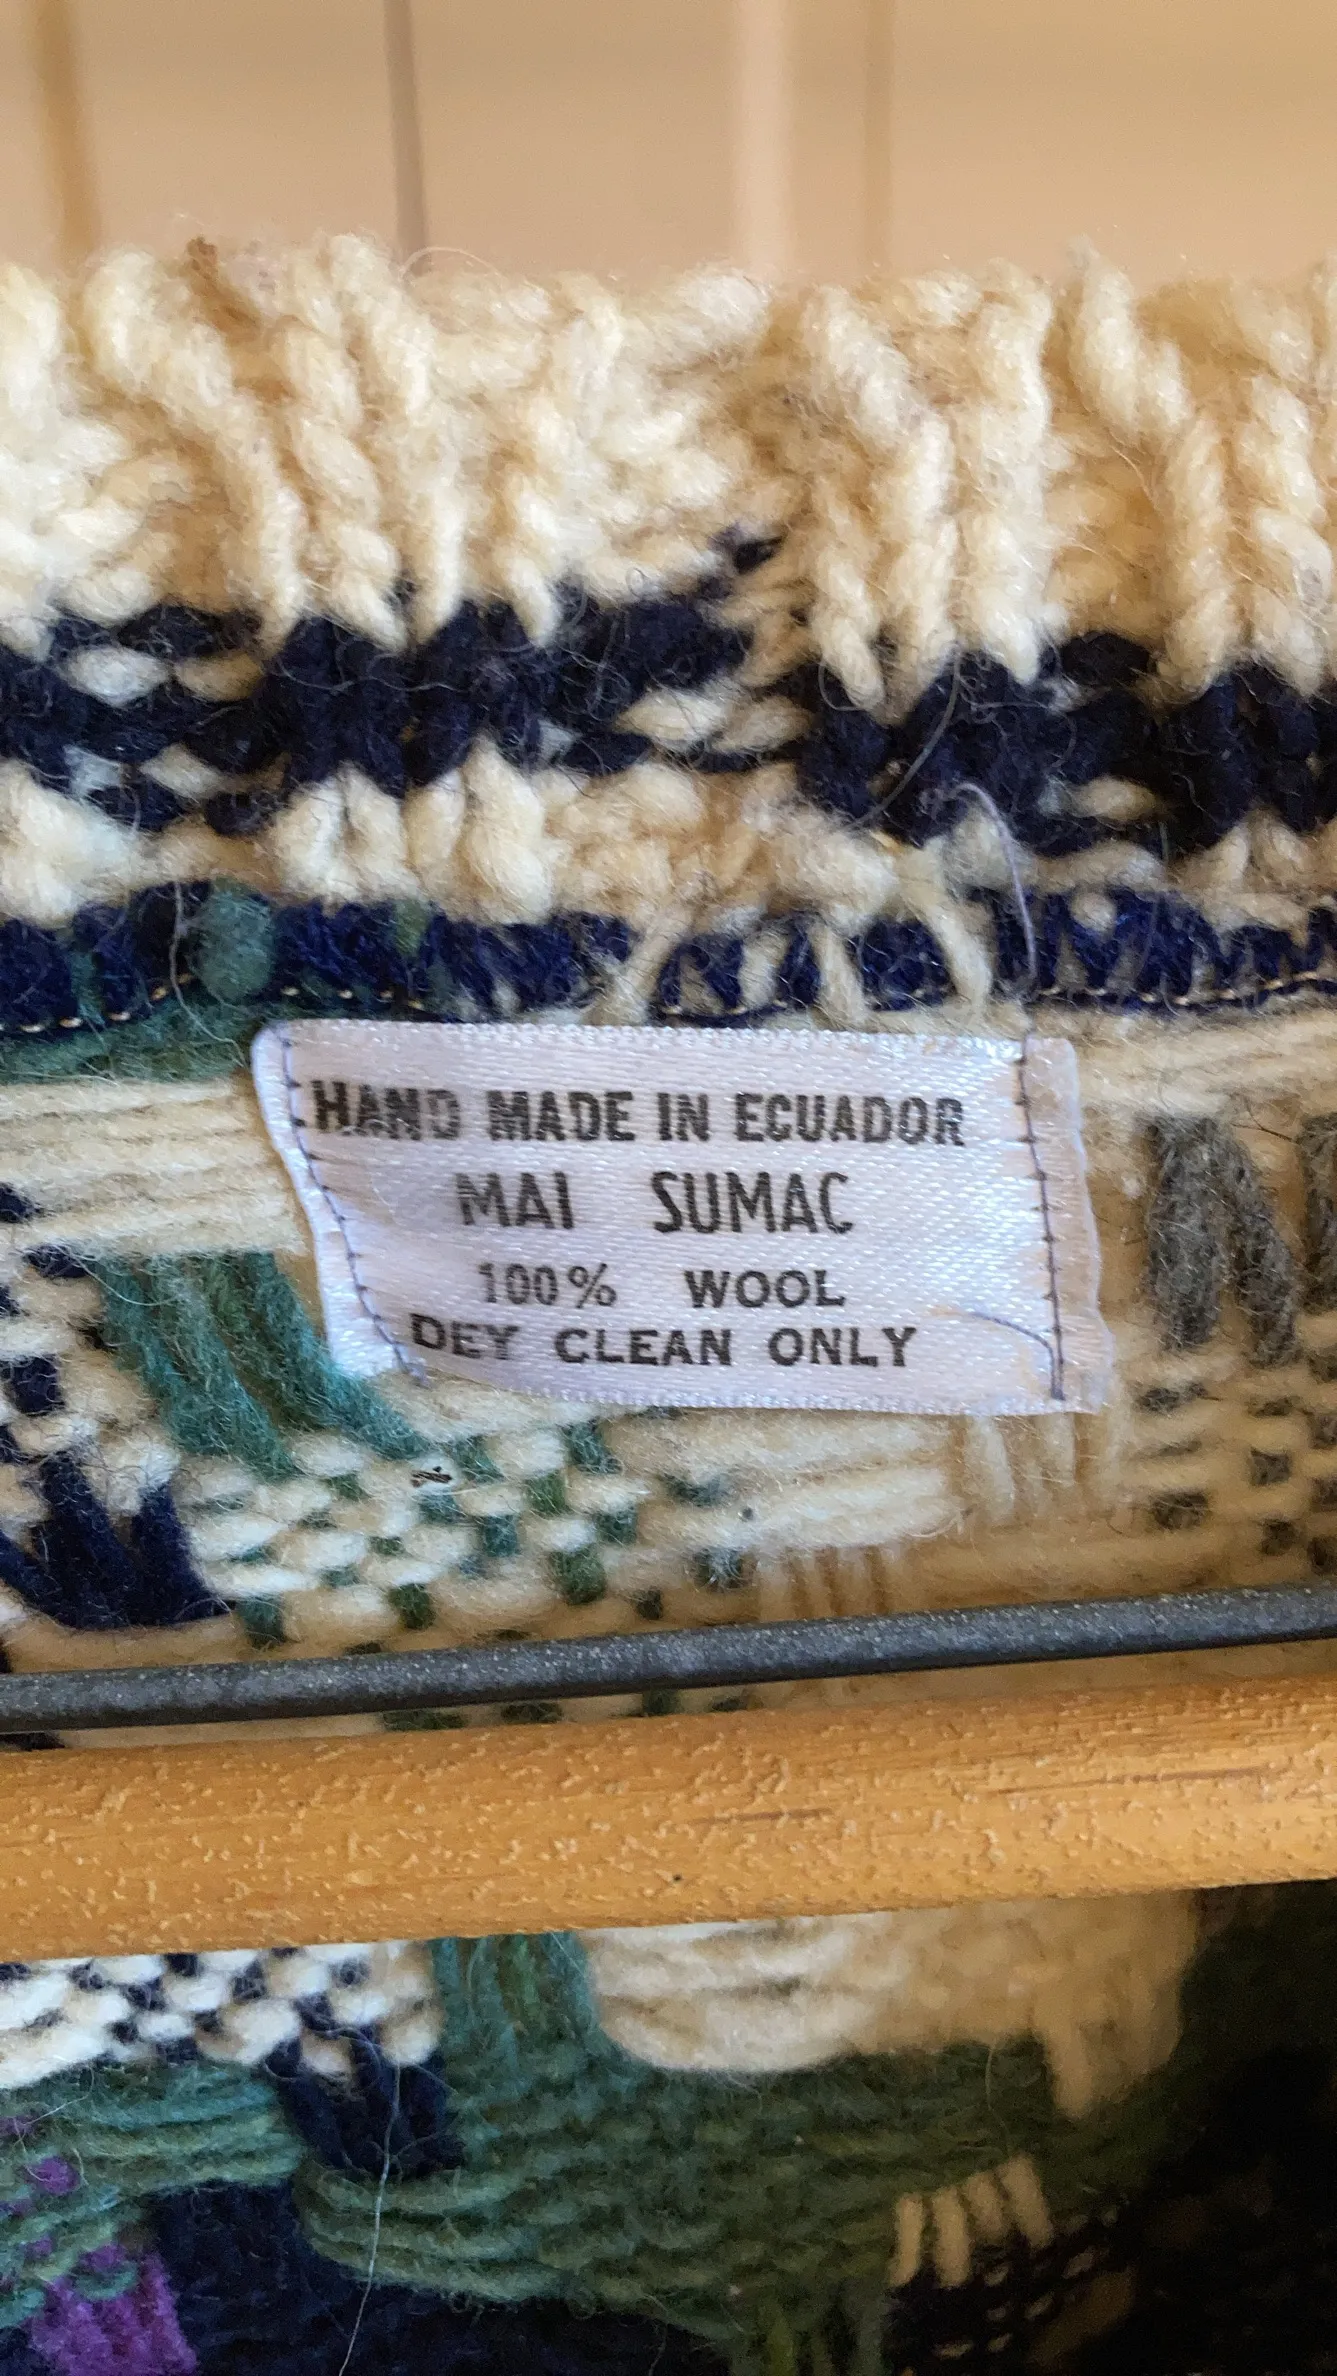 HAND MADE IN ECUADOR
MAI SUMAC
100% WOOL
DEY CLEAN ONLY